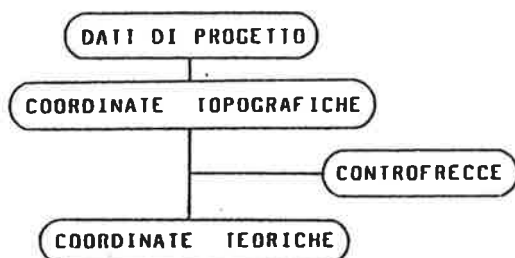 DATI DI PROGETTO
COORDINATE TOPOGRAFICHE
CONTROFRECCE
COORDINATE TEORICHE